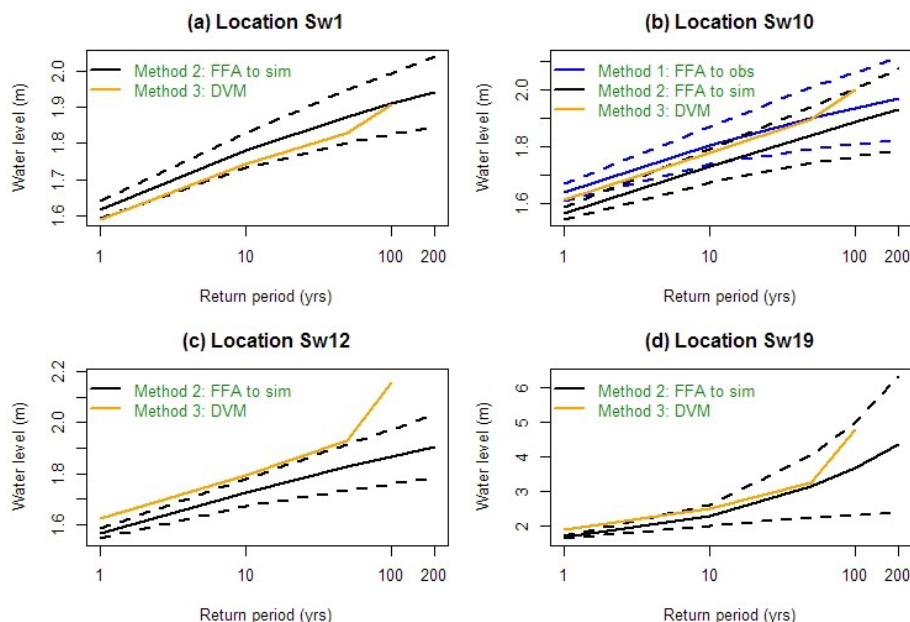 (a) Location Sw1
Method 2: FFA to sim
Method 3: DVM
Water level (m)
1.6
1.7
1.8
1.9
2.0
1
10
100
200
Return period (yrs)
(b) Location Sw10
Method 1: FFA to obs
Method 2: FFA to sim
Method 3: DVM
Water level (m)
1.6
1.8
2.0
1
10
100
200
Return period (yrs)
(c) Location Sw12
Method 2: FFA to sim
Method 3: DVM
Water level (m)
1.6
1.8
2.0
2.2
1
10
100
200
Return period (yrs)
(d) Location Sw19
Method 2: FFA to sim
Method 3: DVM
Water level (m)
2
3
4
5
6
1
10
100
200
Return period (yrs)